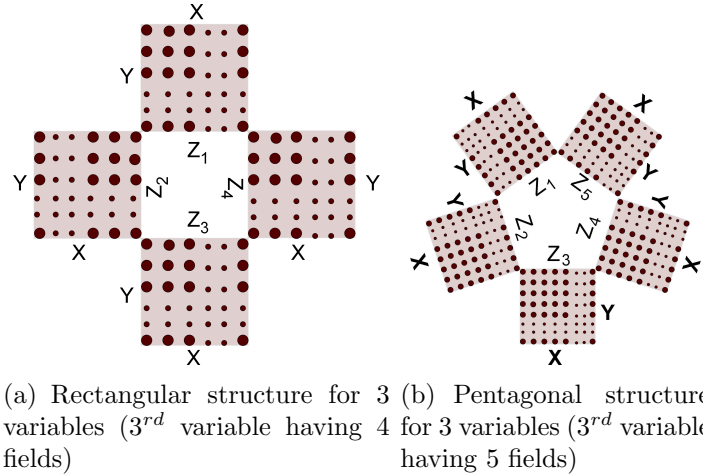 X
Y
Z1
Y
Z2
Z4
Y
X
Z3
X
Y
X
X
X
Y
Z1
Z5
Y
Y
Z2
Z4
Y
X
Z3
X
Y
X
(a) Rectangular structure for 3
variables (3rd variable having 4
fields)
(b) Pentagonal structure
for 3 variables (3rd variable
having 5 fields)